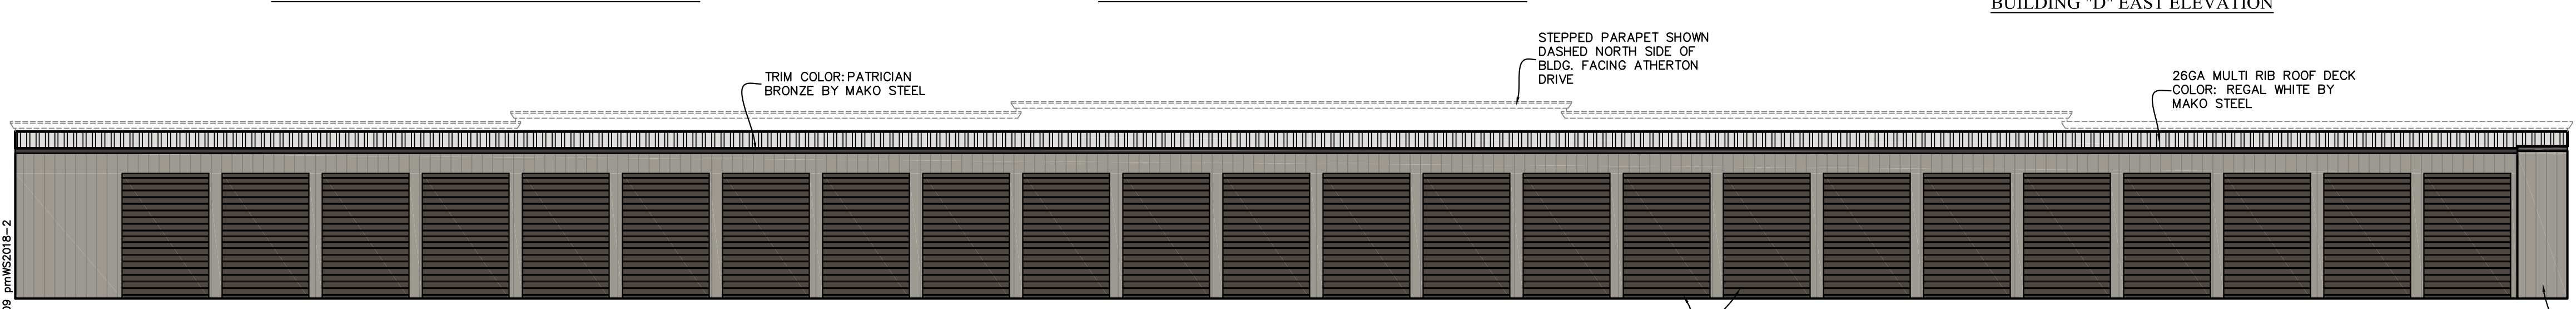 BUILDING "D" EAST ELEVATION
STEPPED PARAPET SHOWN
DASHED NORTH SIDE OF
BLDG. FACING ATHERTON
DRIVE
TRIM COLOR: PATRICIAN
BRONZE BY MAKO STEEL
26GA MULTI RIB ROOF DECK
COLOR: REGAL WHITE BY
MAKO STEEL
09 pmWS2018-2